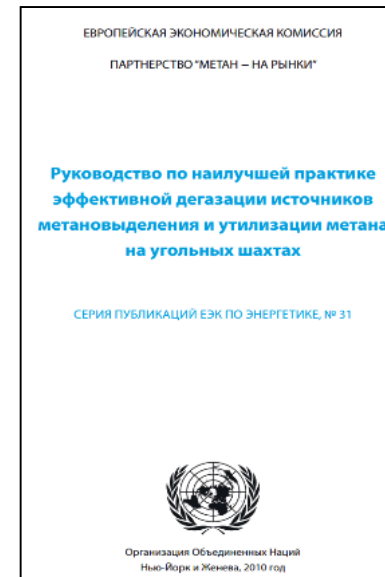 ЕВРОПЕЙСКАЯ ЭКОНОМИЧЕСКАЯ КОМИССИЯ
ПАРТНЕРСТВО "МЕТАН – НА РЫНКИ"
Руководство по наилучшей практике
эффективной дегазации источников
метановыделения и утилизации метана
на угольных шахтах
СЕРИЯ ПУБЛИКАЦИЙ ЕЭК ПО ЭНЕРГЕТИКЕ, № 31
Организация Объединенных Наций
Нью-Йорк и Женева, 2010 год